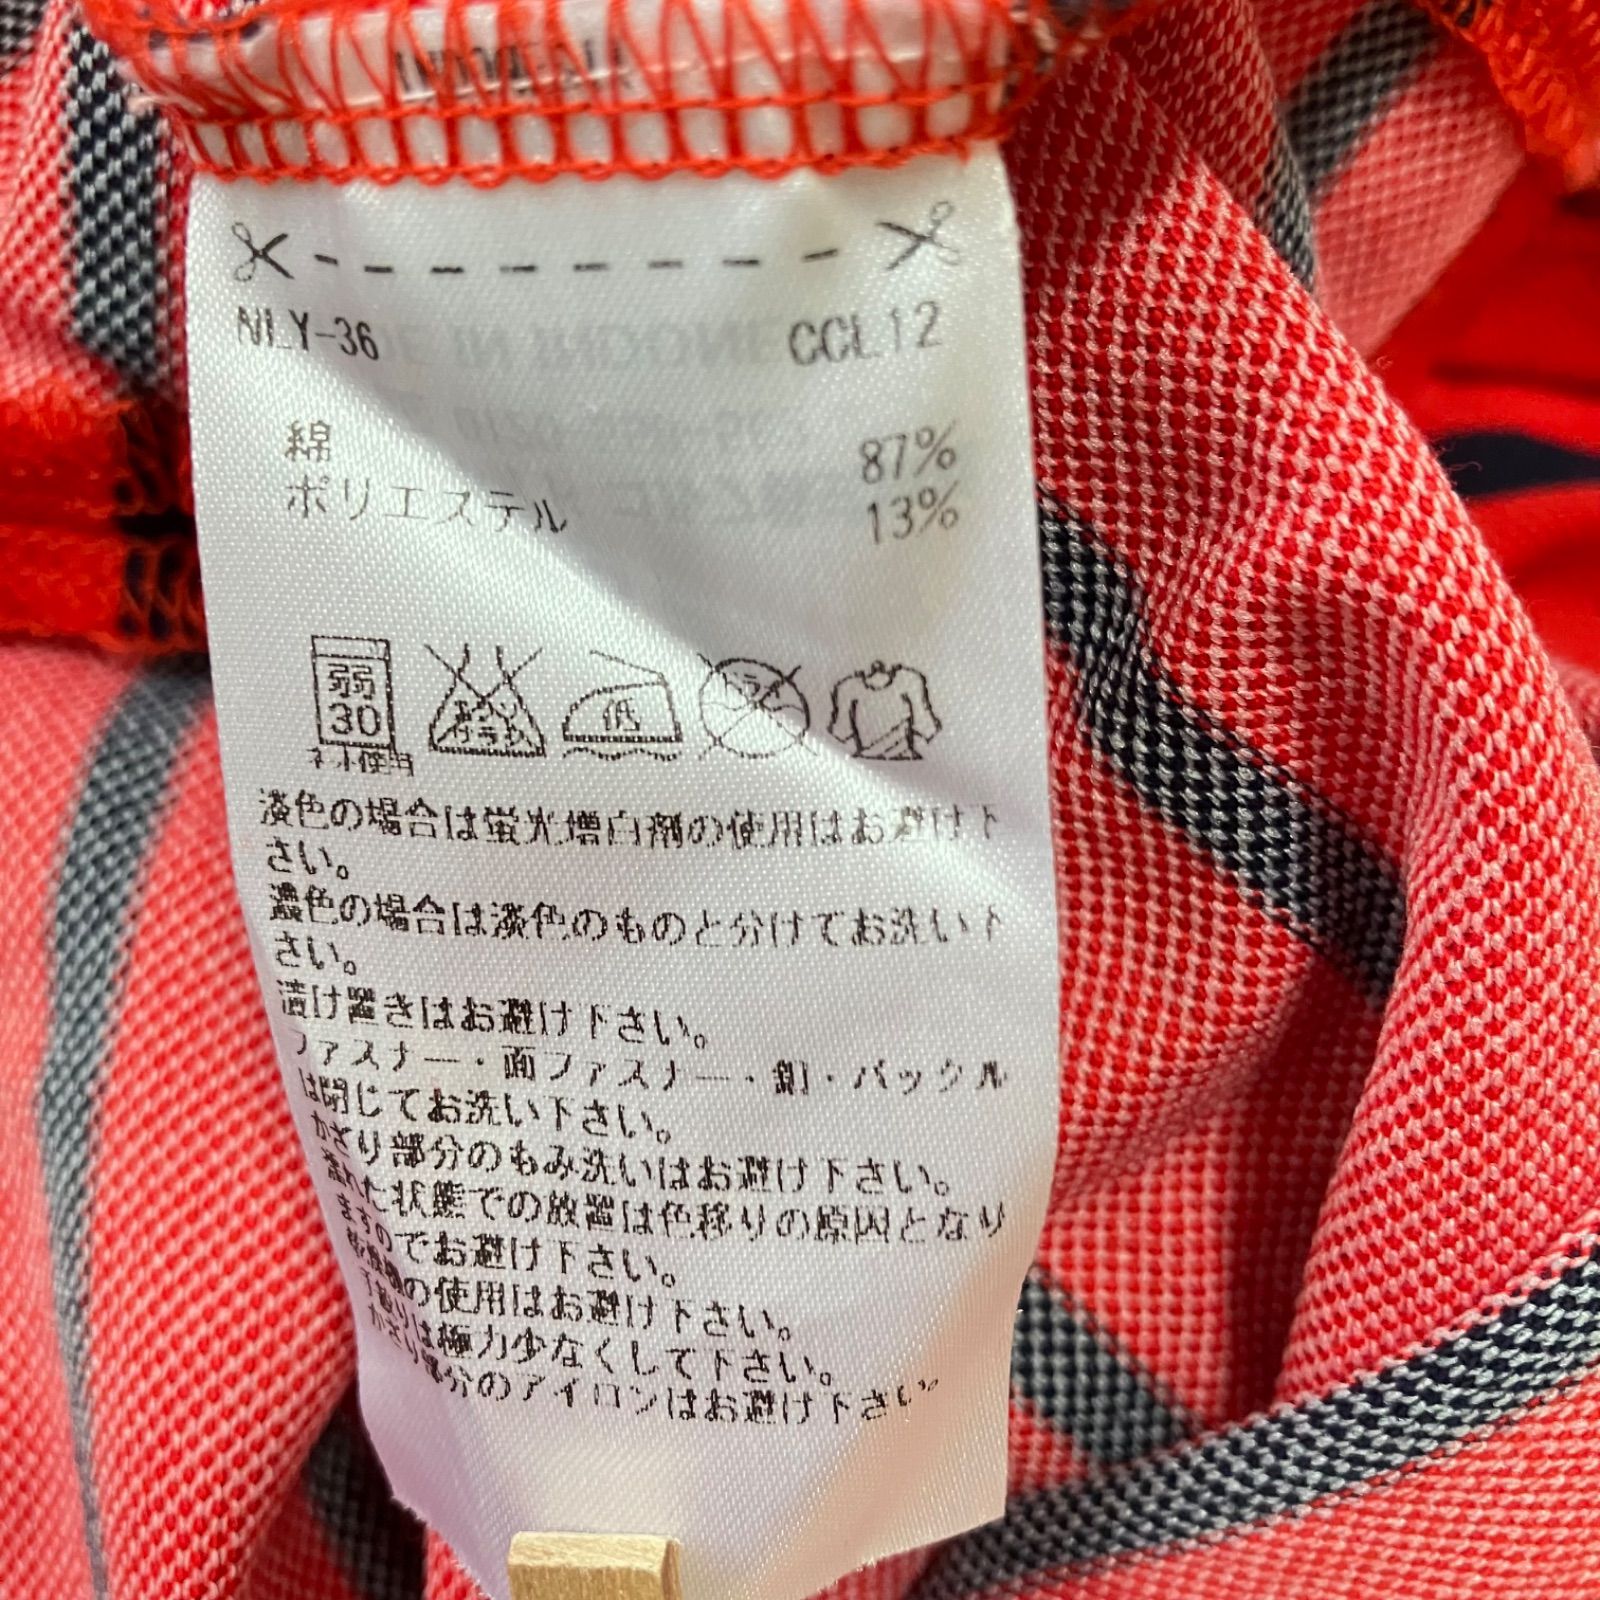 NLY-36 CCL12
綿 87%
ポリエステル 13%
弱
30
ネット使用
エンソ
サラシ
低
ドライ
淡色の場合は蛍光増白剤の使用はお避け下
さい。
濃色の場合は淡色のものと分けてお洗い下
さい。
漬け置きはお避け下さい。
ファスナー・面ファスナー・釦・バックル
は閉じてお洗い下さい。
かざり部分のもみ洗いはお避け下さい。
濡れた状態での放置は色移りの原因となり
ますのでお避け下さい。
乾燥機の使用はお避け下さい。
手絞りは極力少なくして下さい。
かざり部分のアイロンはお避け下さい